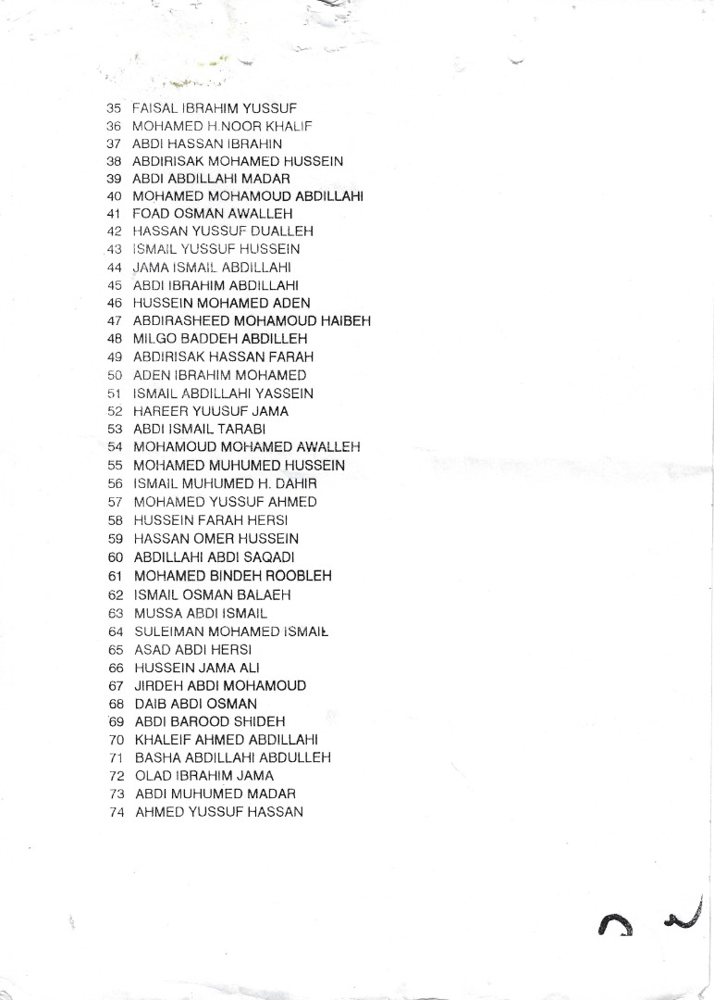 35 FAISAL IBRAHIM YUSSUF
36 MOHAMED H.NOOR KHALIF
37 ABDI HASSAN IBRAHIN
38 ABDIRISAK MOHAMED HUSSEIN
39 ABDI ABDILLAHI MADAR
40 MOHAMED MOHAMOUD ABDILLAHI
41 FOAD OSMAN AWALLEH
42 HASSAN YUSSUF DUALLEH
43 ISMAIL YUSSUF HUSSEIN
44 JAMA ISMAIL ABDILLAHI
45 ABDI IBRAHIM ABDILLAHI
46 HUSSEIN MOHAMED ADEN
47 ABDIRASHEED MOHAMOUD HAIBEH
48 MILGO BADDEH ABDILLEH
49 ABDIRISAK HASSAN FARAH
50 ADEN IBRAHIM MOHAMED
51 ISMAIL ABDILLAHI YASSEIN
52 HAREER YUUSUF JAMA
53 ABDI ISMAIL TARABI
54 MOHAMOUD MOHAMED AWALLEH
55 MOHAMED MUHUMED HUSSEIN
56 ISMAIL MUHUMED H. DAHIR
57 MOHAMED YUSSUF AHMED
58 HUSSEIN FARAH HERSI
59 HASSAN OMER HUSSEIN
60 ABDILLAHI ABDI SAQADI
61 MOHAMED BINDEH ROOBLEH
62 ISMAIL OSMAN BALAEH
63 MUSSA ABDI ISMAIL
64 SULEIMAN MOHAMED ISMAIL
65 ASAD ABDI HERSI
66 HUSSEIN JAMA ALI
67 JIRDEH ABDI MOHAMOUD
68 DAIB ABDI OSMAN
69 ABDI BAROOD SHIDEH
70 KHALEIF AHMED ABDILLAHI
71 BASHA ABDILLAHI ABDULLEH
72 OLAD IBRAHIM JAMA
73 ABDI MUHUMED MADAR
74 AHMED YUSSUF HASSAN